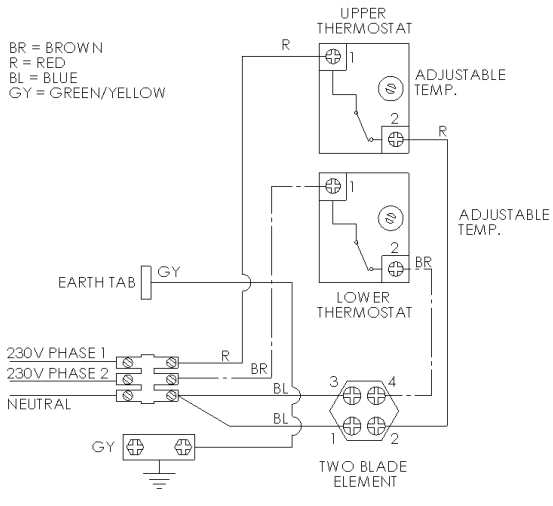 UPPER
THERMOSTAT
BR = BROWN
R = RED
BL = BLUE
GY = GREEN/YELLOW
R
1
ADJUSTABLE
TEMP.
2
R
1
ADJUSTABLE
TEMP.
2
BR
GY
EARTH TAB
LOWER
THERMOSTAT
230V PHASE 1
R
230V PHASE 2
BR
NEUTRAL
BL
3
4
BL
1
2
GY
TWO BLADE
ELEMENT